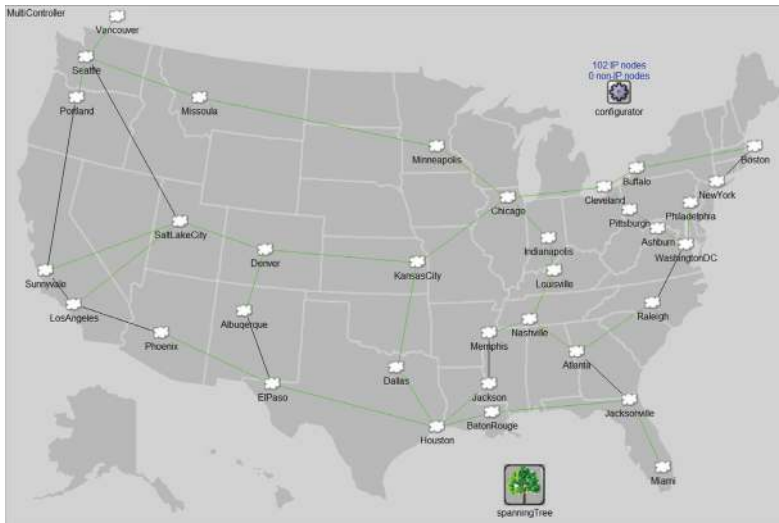 MultiController
Vancouver
Seattle
102 IP nodes
0 non-IP nodes
configurator
Portland
Missoula
Minneapolis
Boston
Buffalo
Cleveland
NewYork
Chicago
Pittsburgh
Philadelphia
SaltLakeCity
Ashburn
Indianapolis
WashingtonDC
Denver
KansasCity
Sunnyvale
Louisville
LosAngeles
Albuqerque
Raleigh
Phoenix
Memphis
Nashville
Atlanta
Dallas
ElPaso
Jackson
Jacksonville
BatonRouge
Houston
Miami
spanningTree